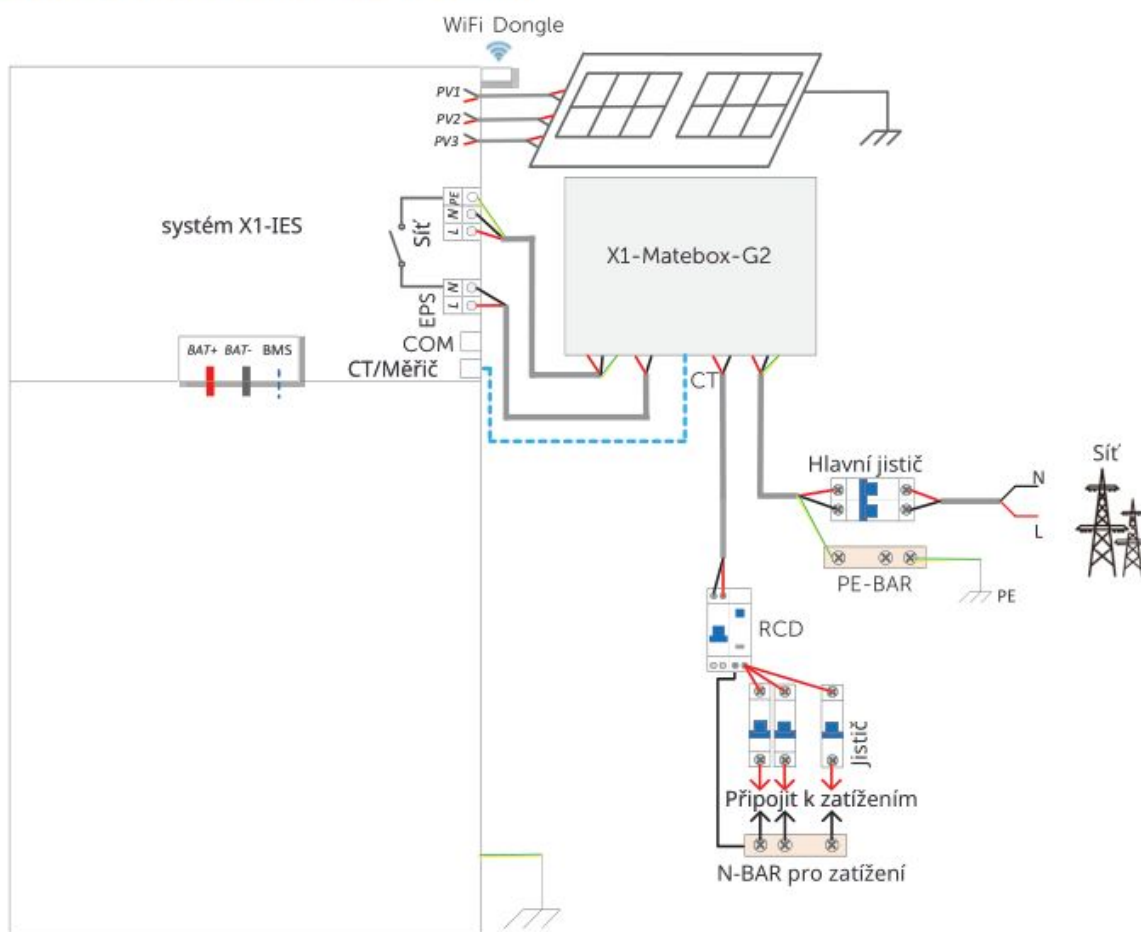 WiFi Dongle
PV1
PV2
PV3
systém X1-IES
Síť
PE
N
L
X1-Matebox-G2
EPS
N
L
COM
CT/Měřič
BAT+ BAT- BMS
CT
Hlavní jistič
N
L
Síť
PE-BAR
PE
RCD
Jistič
Připojit k zatížením
N-BAR pro zatížení